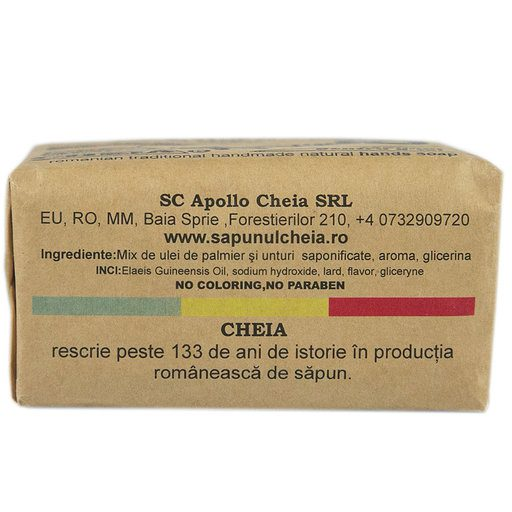 romanian traditional handmade natural hands soap
SC Apollo Cheia SRL
EU, RO, MM, Baia Sprie ,Forestierilor 210, +4 0732909720
www.sapunulcheia.ro
Ingrediente:Mix de ulei de palmier şi unturi saponificate, aroma, glicerina
INCI:Elaeis Guineensis Oil, sodium hydroxide, lard, flavor, gliceryne
NO COLORING,NO PARABEN
CHEIA
rescrie peste 133 de ani de istorie în producția
românească de săpun.